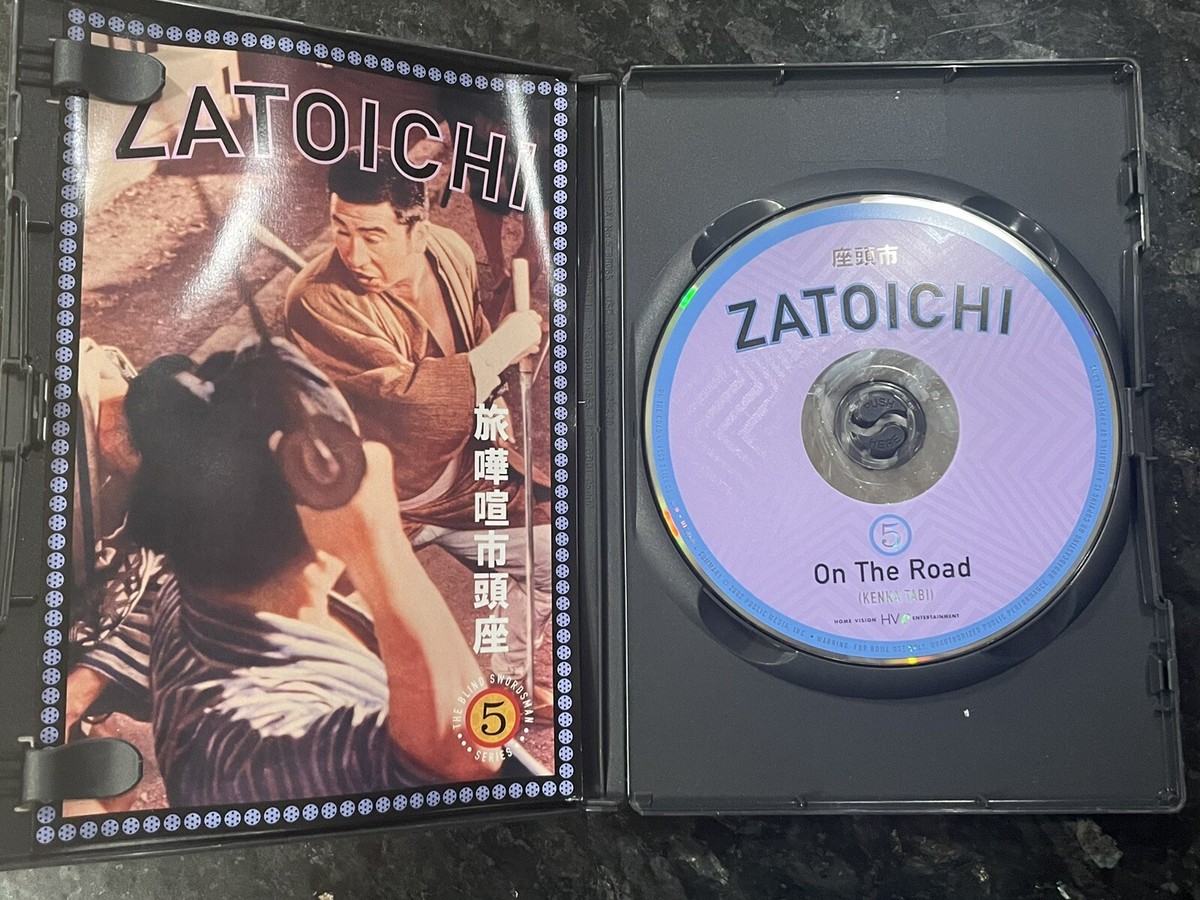 ZATOICHI
旅
嘩
喧
市
頭
座
THE BLIND SWORDSMAN
5
SERIES
座頭市
ZATOICHI
PUSH
HERE
5
On The Road
(KENKA TABI)
HOME VISION HV ENTERTAINMENT